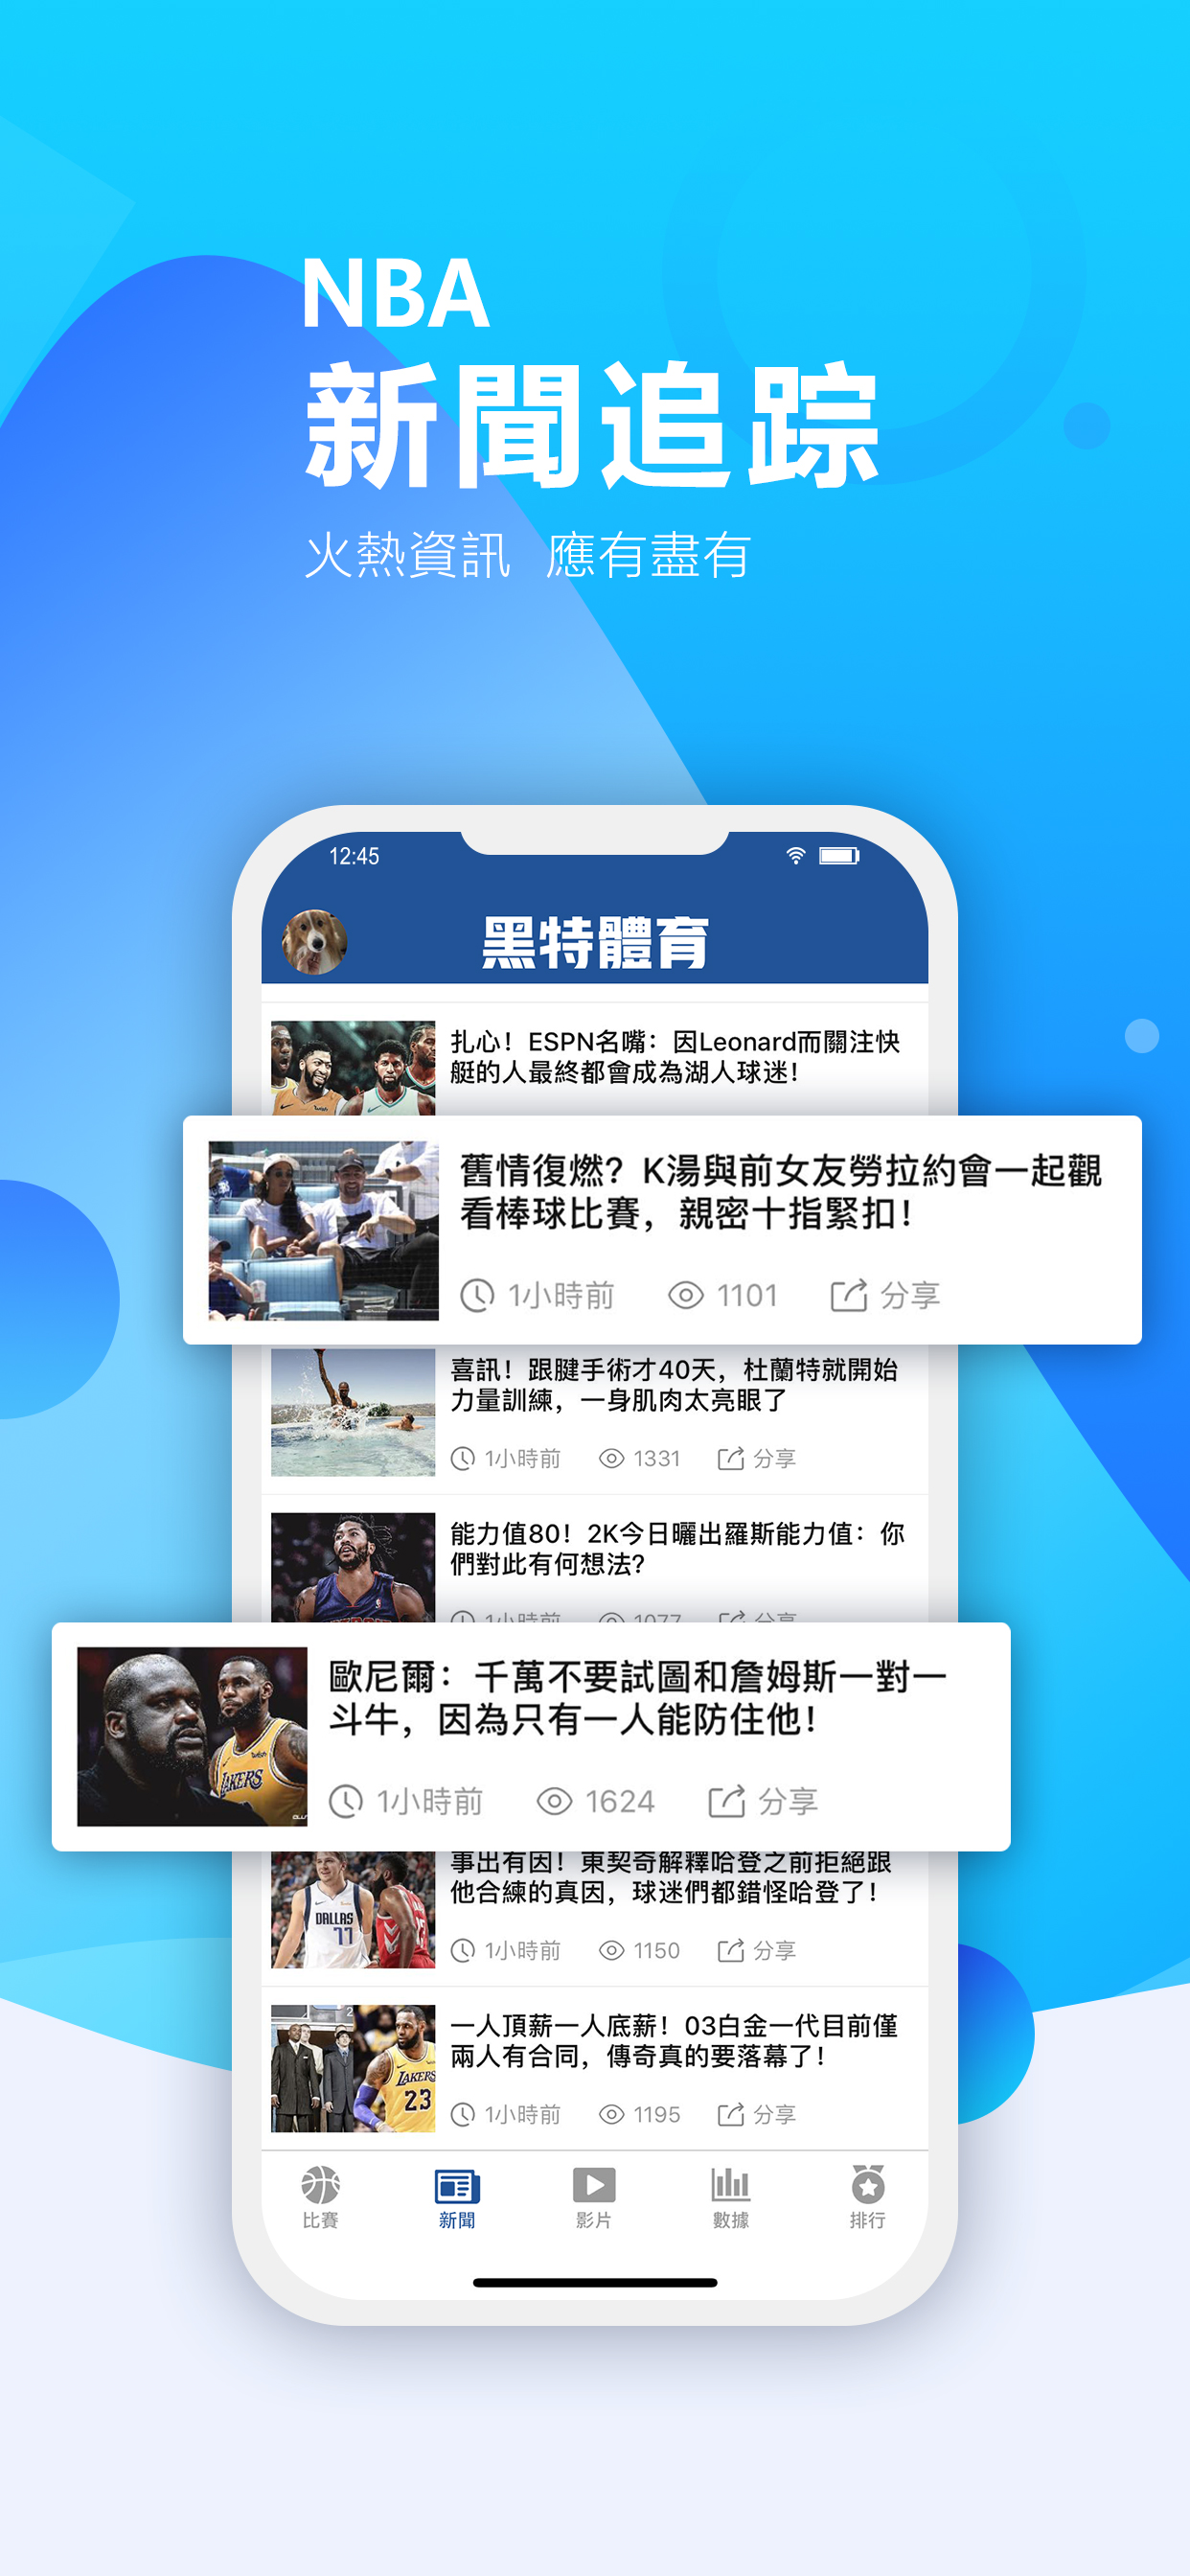 NBA
新聞追踪
火熱資訊 應有盡有
12:45
黑特體育
扎心！ESPN名嘴：因Leonard而關注快
艇的人最終都會成為湖人球迷！
舊情復燃？K湯與前女友勞拉約會一起觀
看棒球比賽，親密十指緊扣！
1小時前 1101 分享
喜訊！跟腱手術才40天，杜蘭特就開始
力量訓練，一身肌肉太亮眼了
1小時前 1331 分享
能力值80！2K今日曬出羅斯能力值：你
們對此有何想法?
1小時前 1077 分享
歐尼爾：千萬不要試圖和詹姆斯一對一
斗牛，因為只有一人能防住他！
LAKERS
1小時前 1624 分享
事出有因！東契奇解釋哈登之前拒絕跟
他合練的真因，球迷們都錯怪哈登了！
DALLAS
77
1小時前 1150 分享
一人頂薪一人底薪！03白金一代目前僅
兩人有合同，傳奇真的要落幕了！
LAKERS
23
1小時前 1195 分享
比賽 新聞 影片 數據 排行